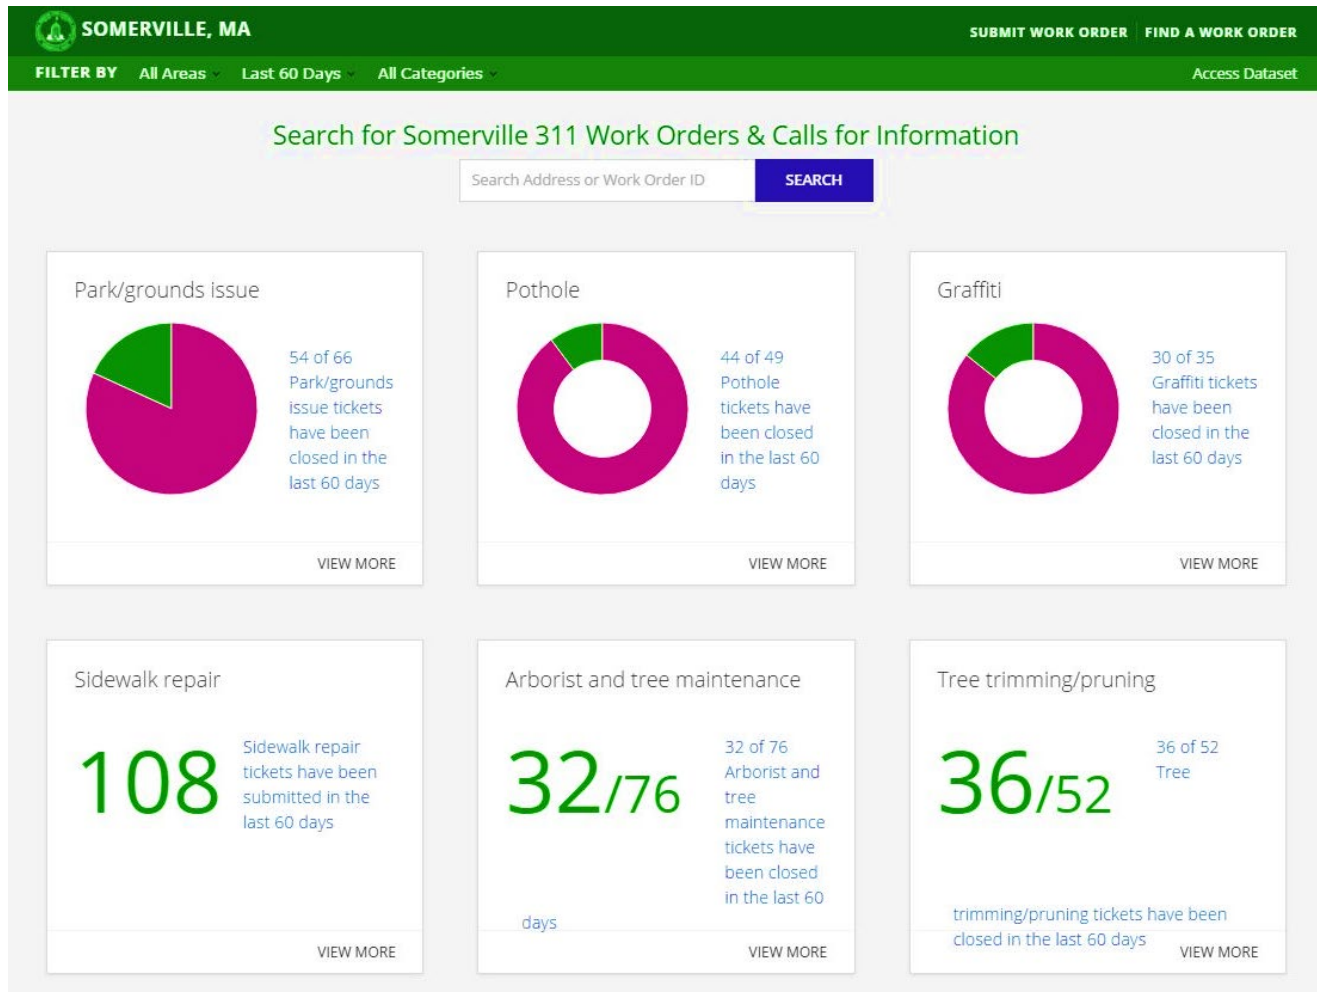 SOMERVILLE, MA
SUBMIT WORK ORDER FIND A WORK ORDER
FILTER BY All Areas Last 60 Days All Categories
Access Dataset
Search for Somerville 311 Work Orders & Calls for Information
Search Address or Work Order ID
SEARCH
Park/grounds issue
54 of 66
Park/grounds
issue tickets
have been
closed in the
last 60 days
VIEW MORE
Pothole
44 of 49
Pothole
tickets have
been closed
in the last 60
days
VIEW MORE
Graffiti
30 of 35
Graffiti tickets
have been
closed in the
last 60 days
VIEW MORE
Sidewalk repair
108
Sidewalk repair
tickets have been
submitted in the
last 60 days
VIEW MORE
Arborist and tree maintenance
32/76
32 of 76
Arborist and
tree
maintenance
tickets have
been closed
in the last 60
days
VIEW MORE
Tree trimming/pruning
36/52
36 of 52
Tree
trimming/pruning tickets have been
closed in the last 60 days
VIEW MORE